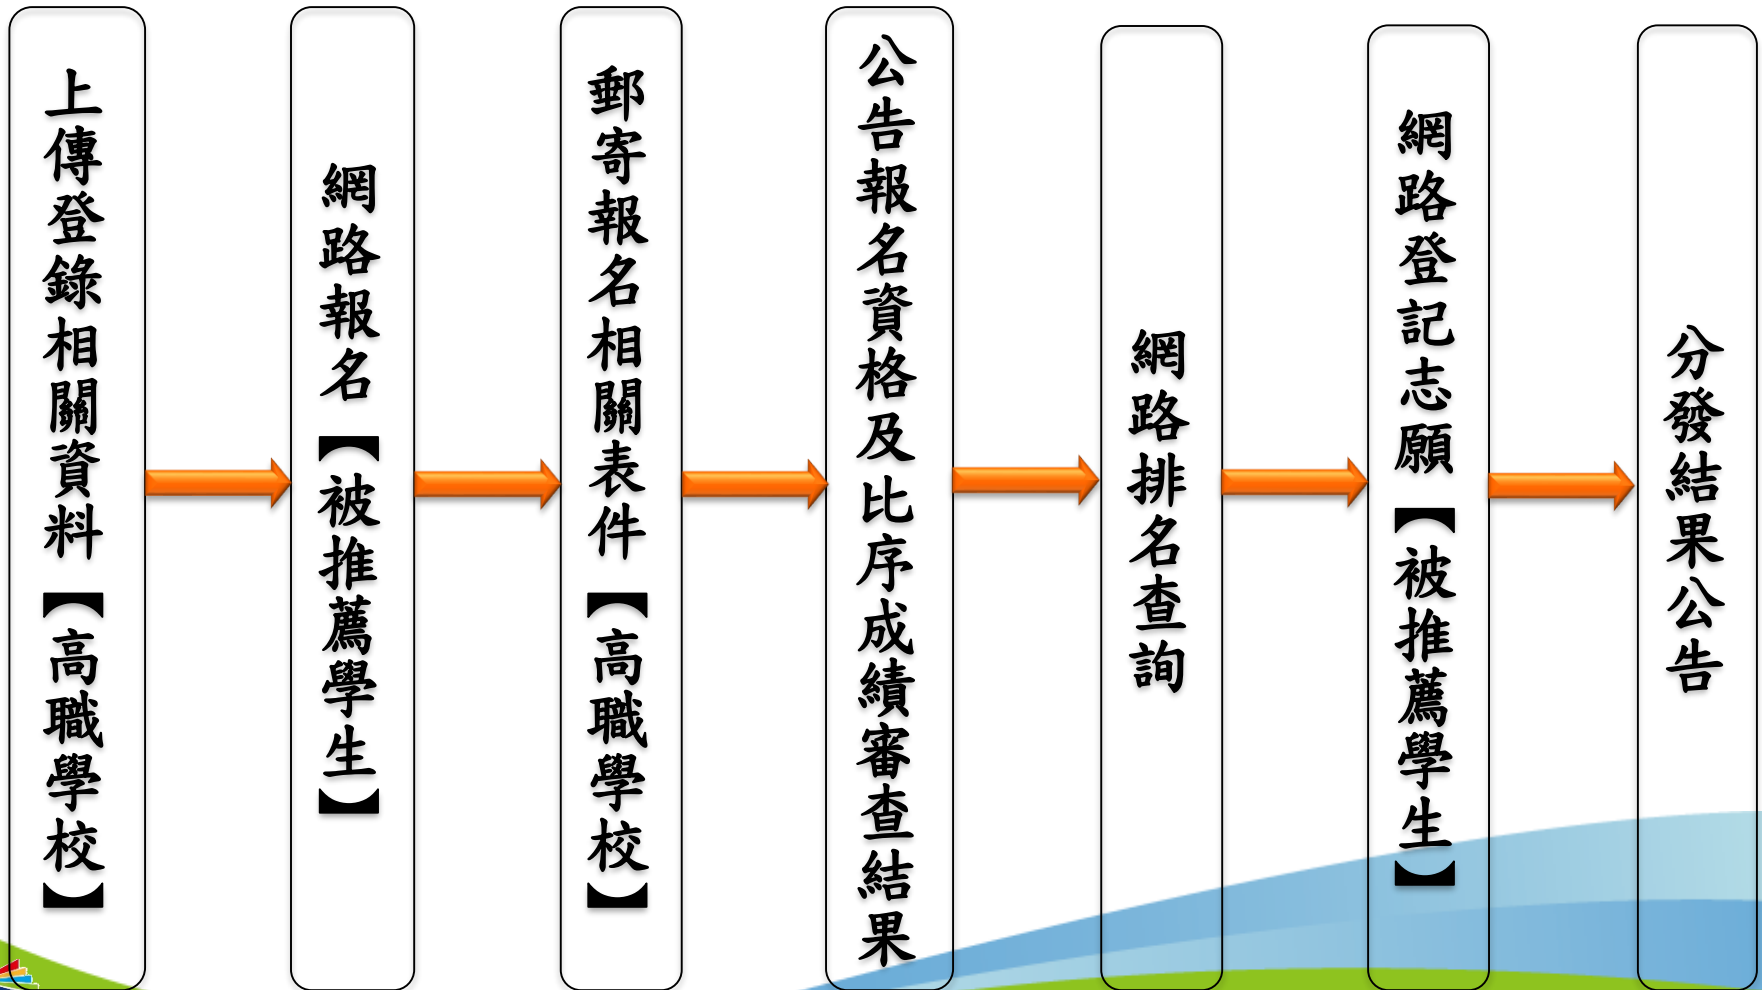 上傳登錄相關資料【高職學校】
網路報名【被推薦學生】
郵寄報名相關表件【高職學校】
公告報名資格及比序成績審查結果
網路排名查詢
網路登記志願【被推薦學生】
分發結果公告